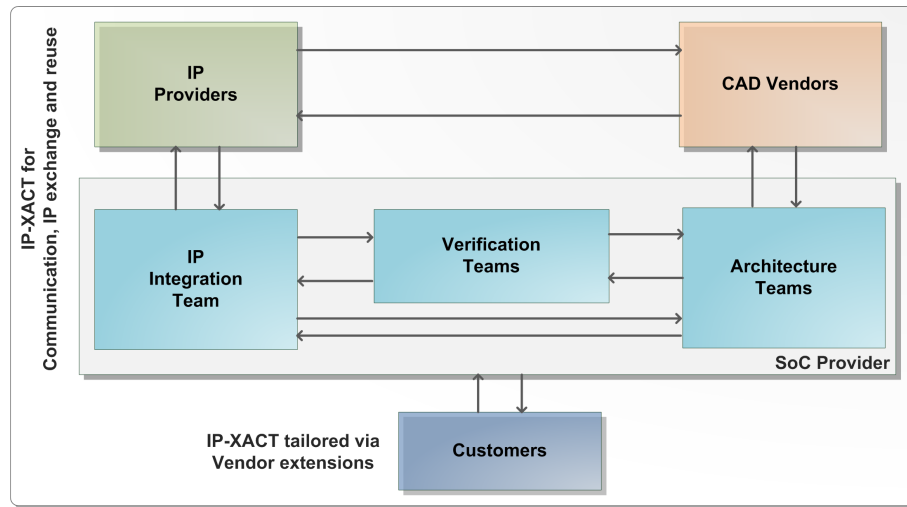 IP-XACT for
Communication, IP exchange and reuse
IP
Providers
CAD Vendors
IP
Integration
Team
Verification
Teams
Architecture
Teams
SoC Provider
IP-XACT tailored via
Vendor extensions
Customers